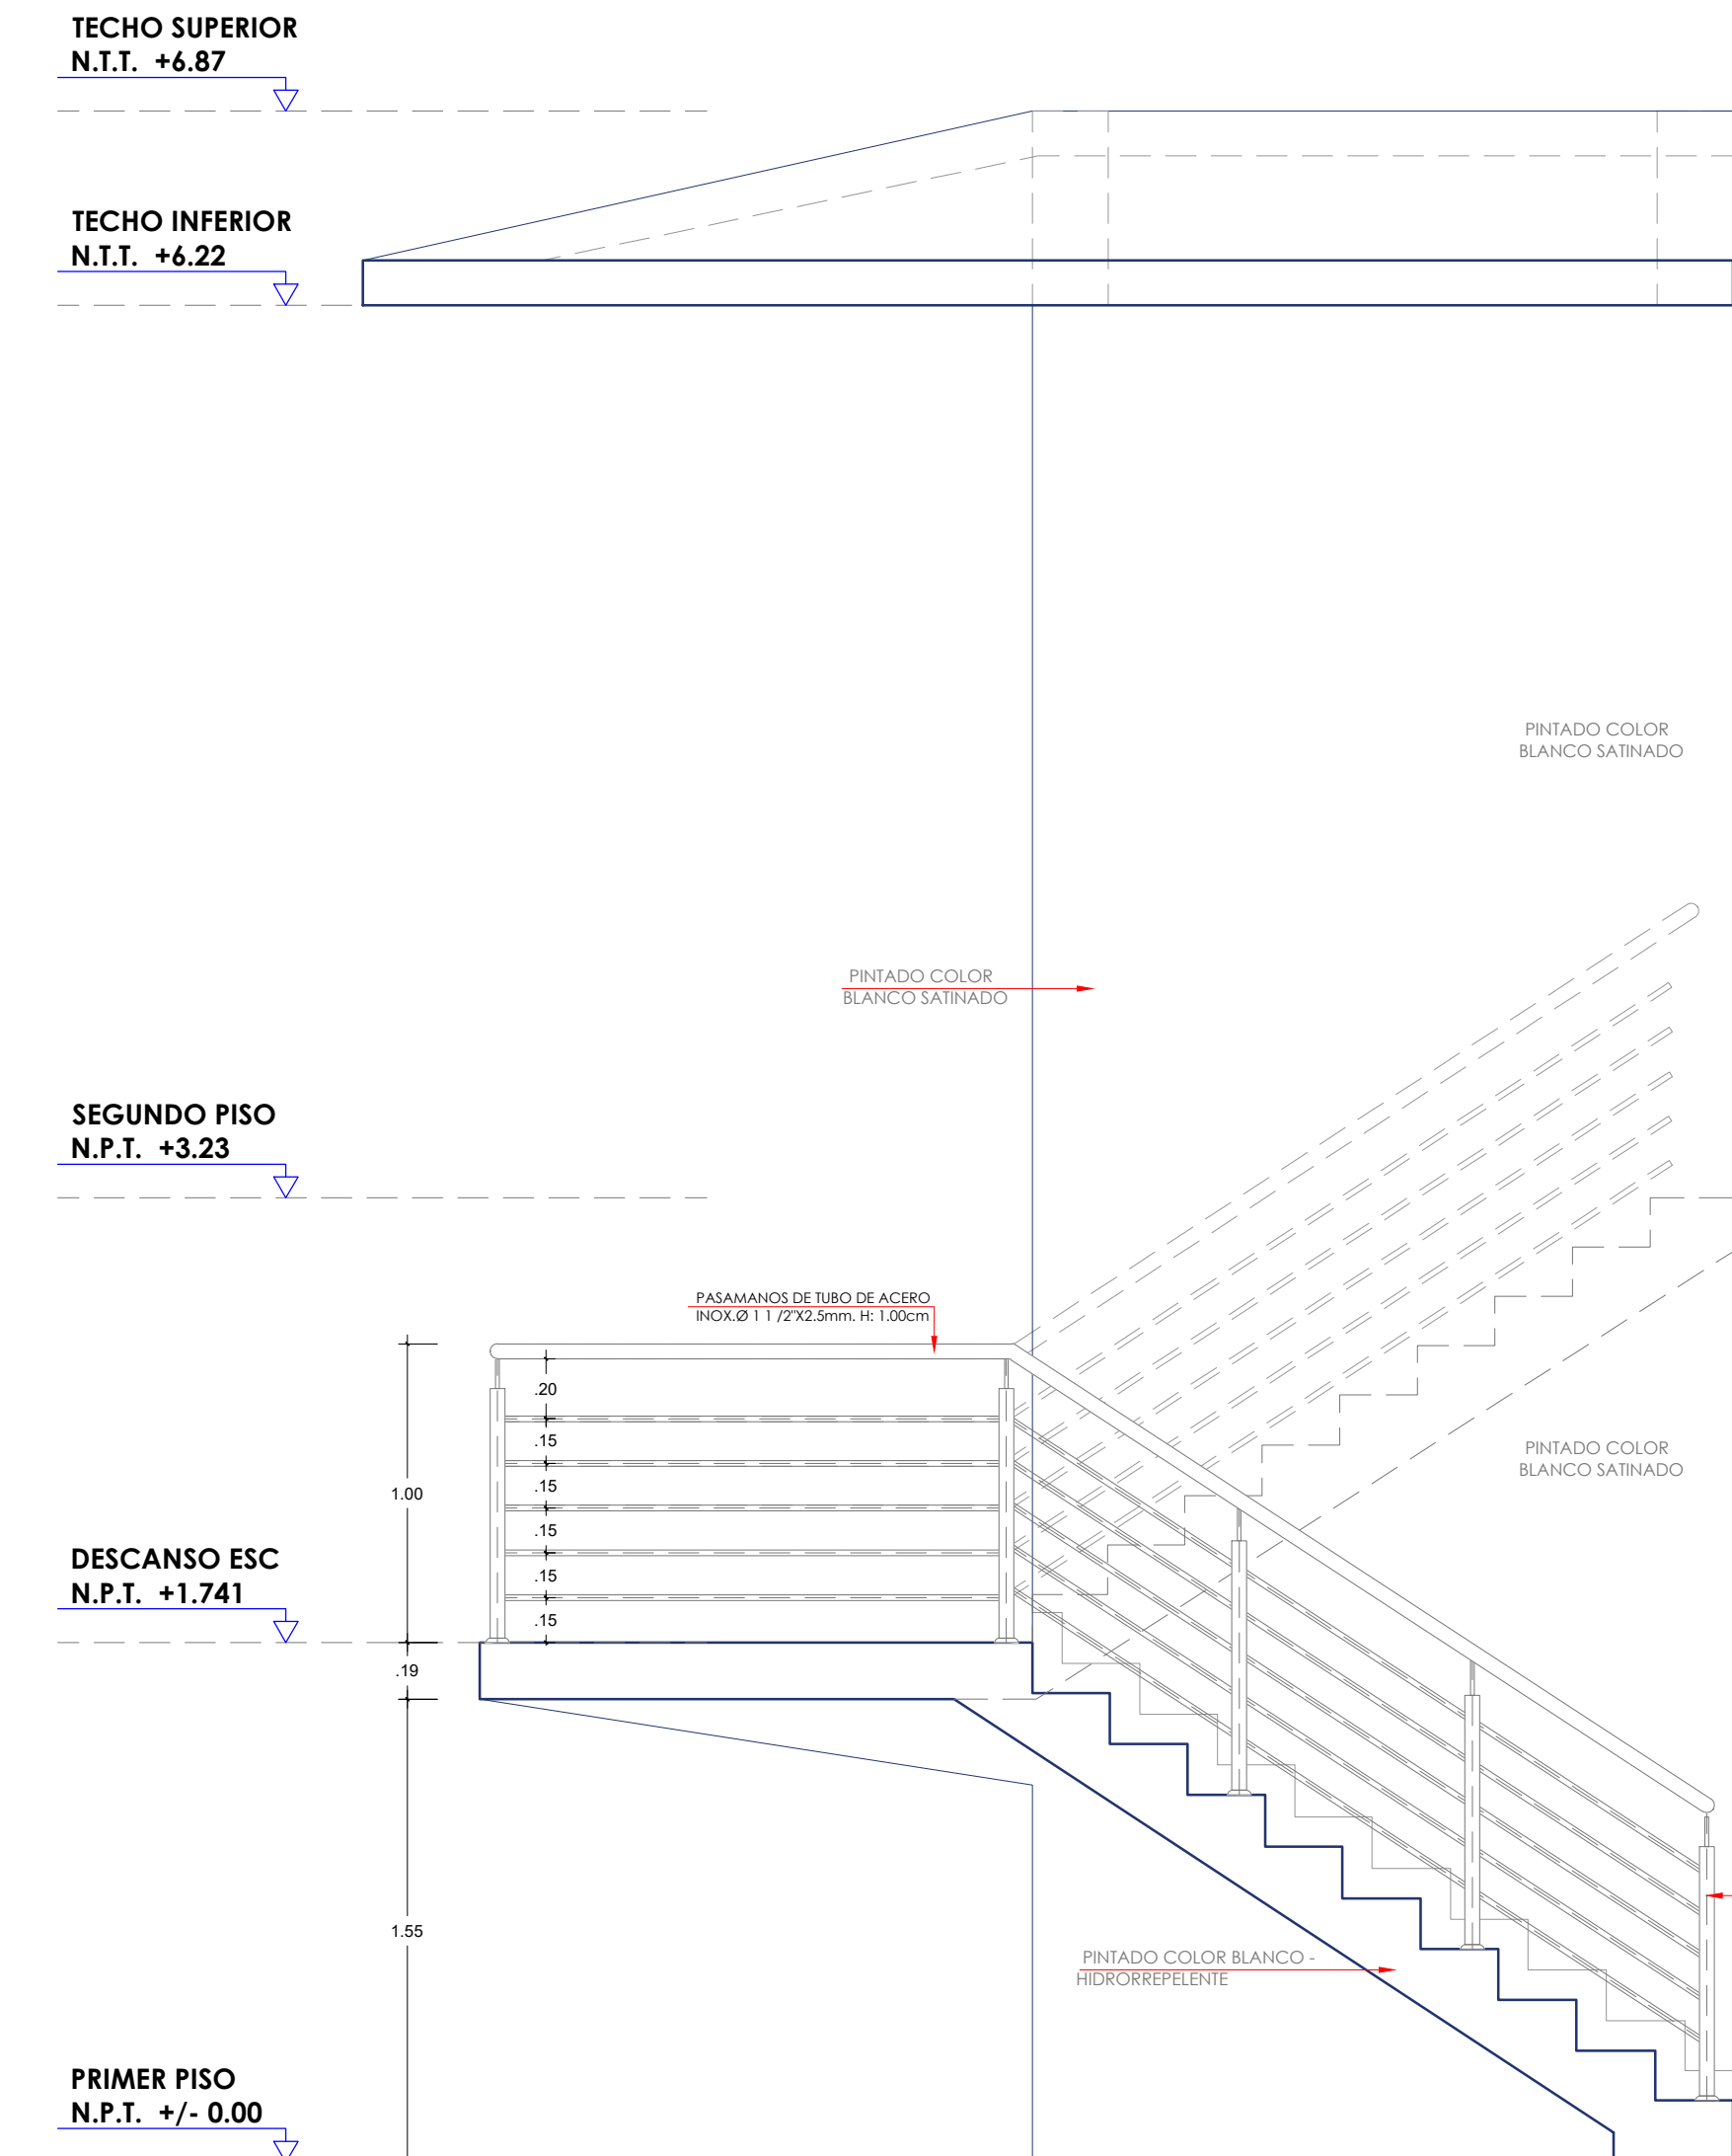 TECHO SUPERIOR
N.T.T. +6.87
TECHO INFERIOR
N.T.T. +6.22
PINTADO COLOR
BLANCO SATINADO
PINTADO COLOR
BLANCO SATINADO
SEGUNDO PISO
N.P.T. +3.23
PASAMANOS DE TUBO DE ACERO
INOX.Ø 1 1 /2"X2.5mm. H: 1.00cm
.20
.15
.15
.15
.15
.15
1.00
PINTADO COLOR
BLANCO SATINADO
DESCANSO ESC
N.P.T. +1.741
.19
1.55
PINTADO COLOR BLANCO -
HIDRORREPELENTE
PRIMER PISO
N.P.T. +/- 0.00